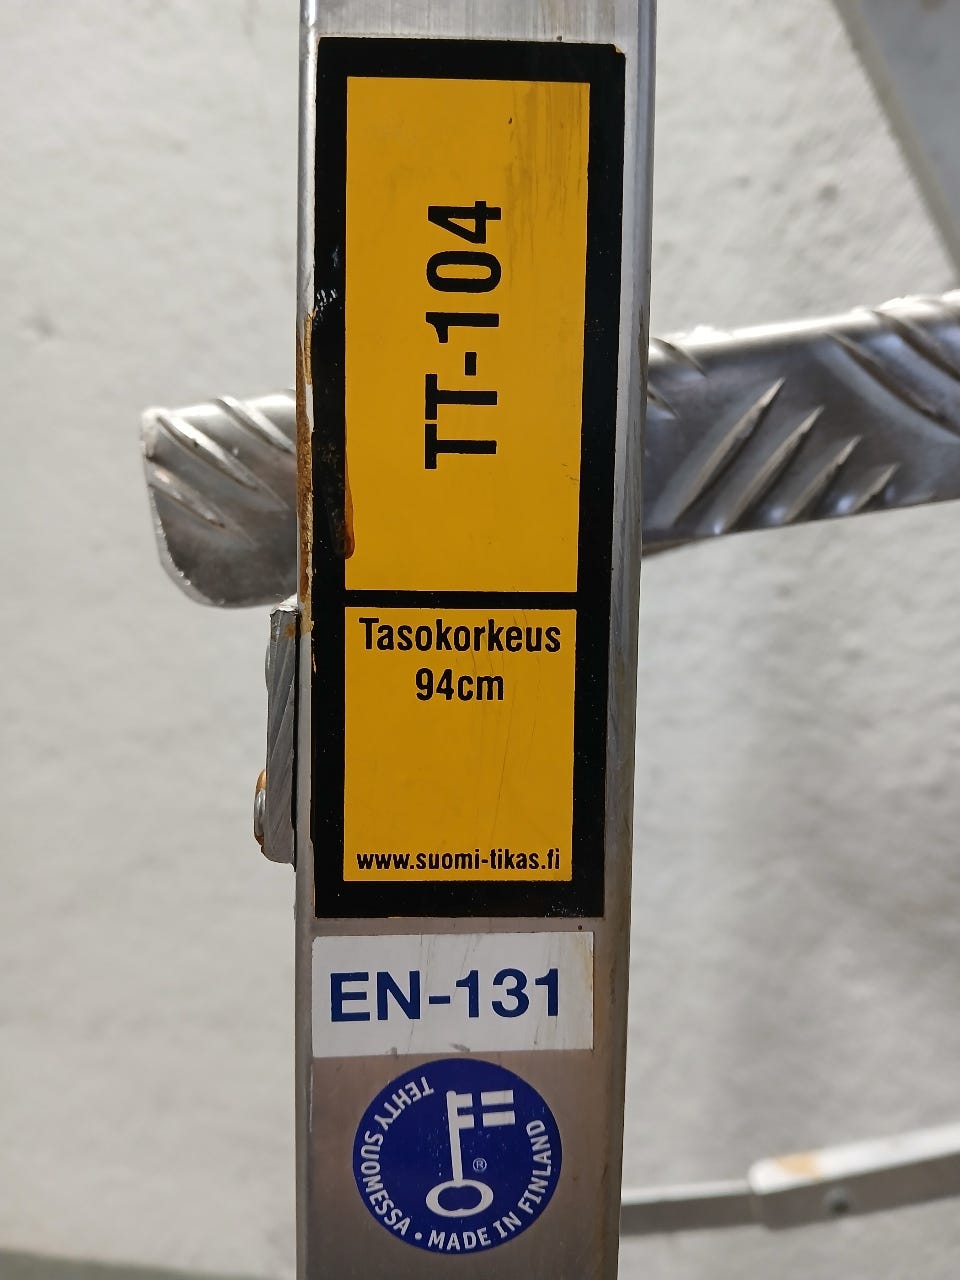 TT-104
Tasokorkeus
94cm
www.suomi-tikas.fi
EN-131
TEHTY SUOMESSA • MADE IN FINLAND
®